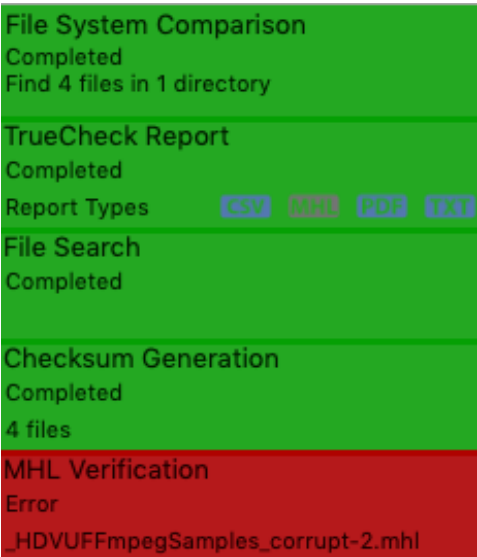 File System Comparison
Completed
Find 4 files in 1 directory
TrueCheck Report
Completed
Report Types CSV MHL PDF TXT
File Search
Completed
Checksum Generation
Completed
4 files
MHL Verification
Error
_HDVUFFmpegSamples_corrupt-2.mhl